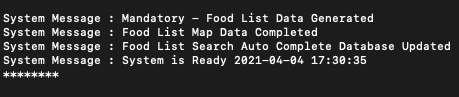 System Message : Mandatory - Food List Data Generated
System Message : Food List Map Data Completed
System Message : Food List Search Auto Complete Database Updated
System Message : System is Ready 2021-04-04 17:30:35
********